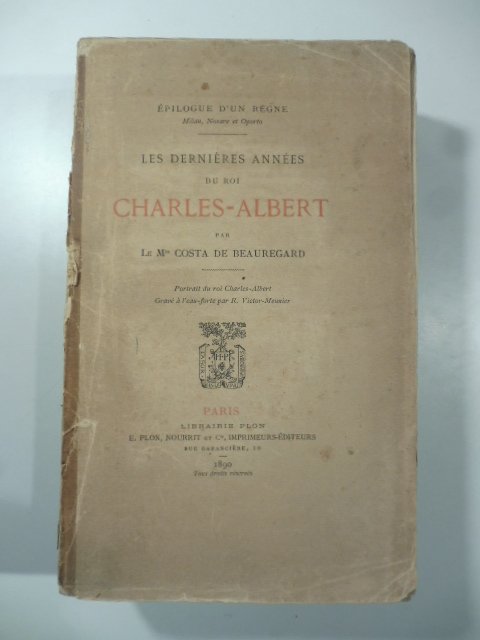 ÉPILOGUE D'UN RÈGNE
Milan, Novare et Oporto
LES DERNIÈRES ANNÉES
DU ROI
CHARLES-ALBERT
PAR
LE Mis COSTA DE BEAUREGARD
Portrait du roi Charles-Albert
Gravé à l'eau-forte par R. Victor-Meunier
PARIS
LIBRAIRIE PLON
E. PLON, NOURRIT ET Cie, IMPRIMEURS-ÉDITEURS
RUE GARANCIÈRE, 10
1890
Tous droits réservés